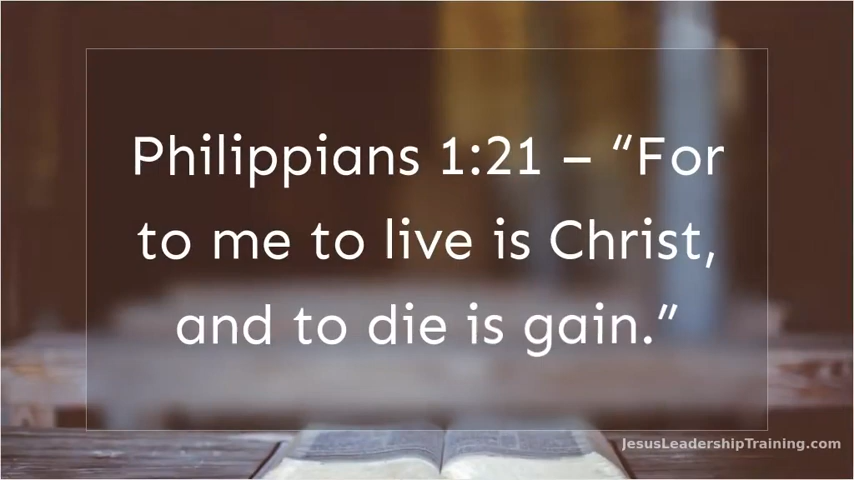 Philippians 1:21 – “For
to me to live is Christ,
and to die is gain.”
JesusLeadershipTraining.com